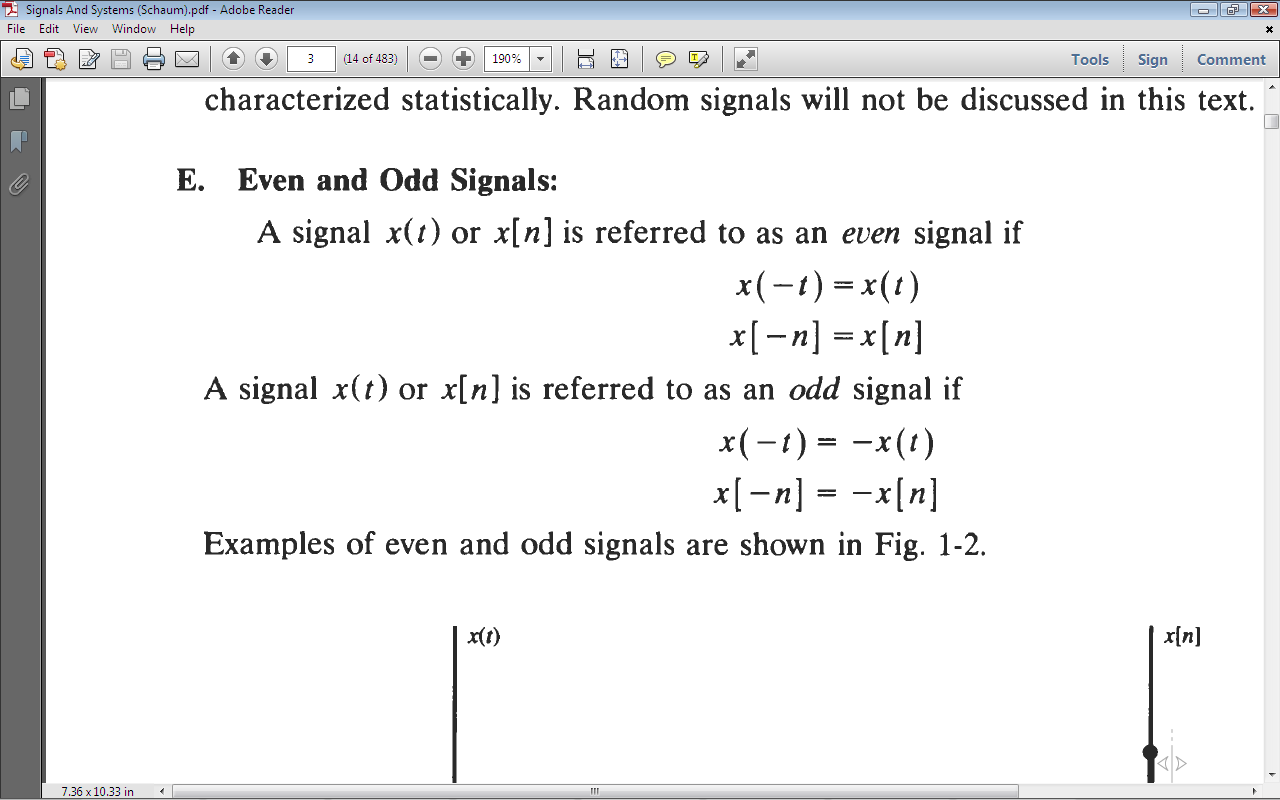 Signals And Systems (Schaum).pdf - Adobe Reader
File Edit View Window Help
3 (14 of 483) 190% Tools Sign Comment
characterized statistically. Random signals will not be discussed in this text.
E. Even and Odd Signals:
A signal x(t) or x[n] is referred to as an even signal if
x(−t) = x(t)
x[−n] = x[n]
A signal x(t) or x[n] is referred to as an odd signal if
x(−t) = −x(t)
x[−n] = −x[n]
Examples of even and odd signals are shown in Fig. 1-2.
x(t) x[n]
7.36 x 10.33 in